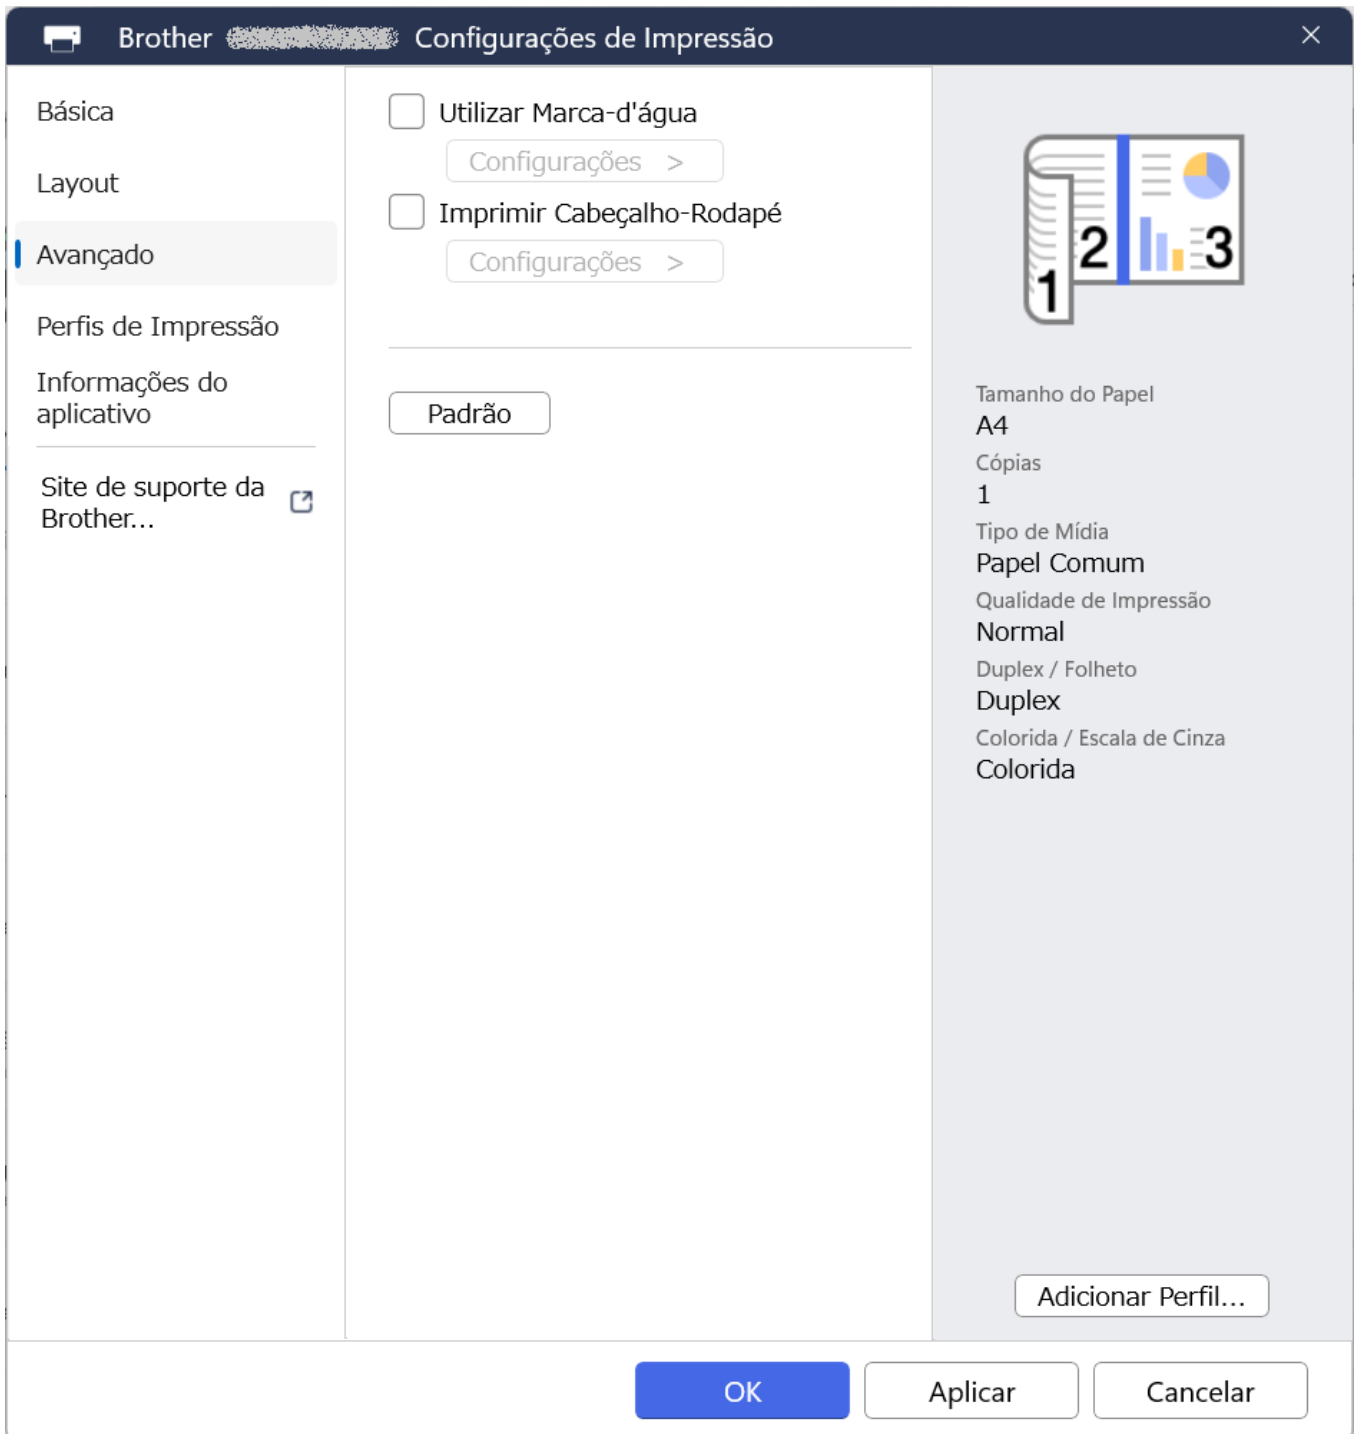 Brother Configurações de Impressão
Básica
Layout
Avançado
Perfis de Impressão
Informações do
aplicativo
Site de suporte da
Brother...
Utilizar Marca-d'água
Configurações >
Imprimir Cabeçalho-Rodapé
Configurações >
Padrão
1
2
3
Tamanho do Papel
A4
Cópias
1
Tipo de Mídia
Papel Comum
Qualidade de Impressão
Normal
Duplex / Folheto
Duplex
Colorida / Escala de Cinza
Colorida
Adicionar Perfil...
OK
Aplicar
Cancelar